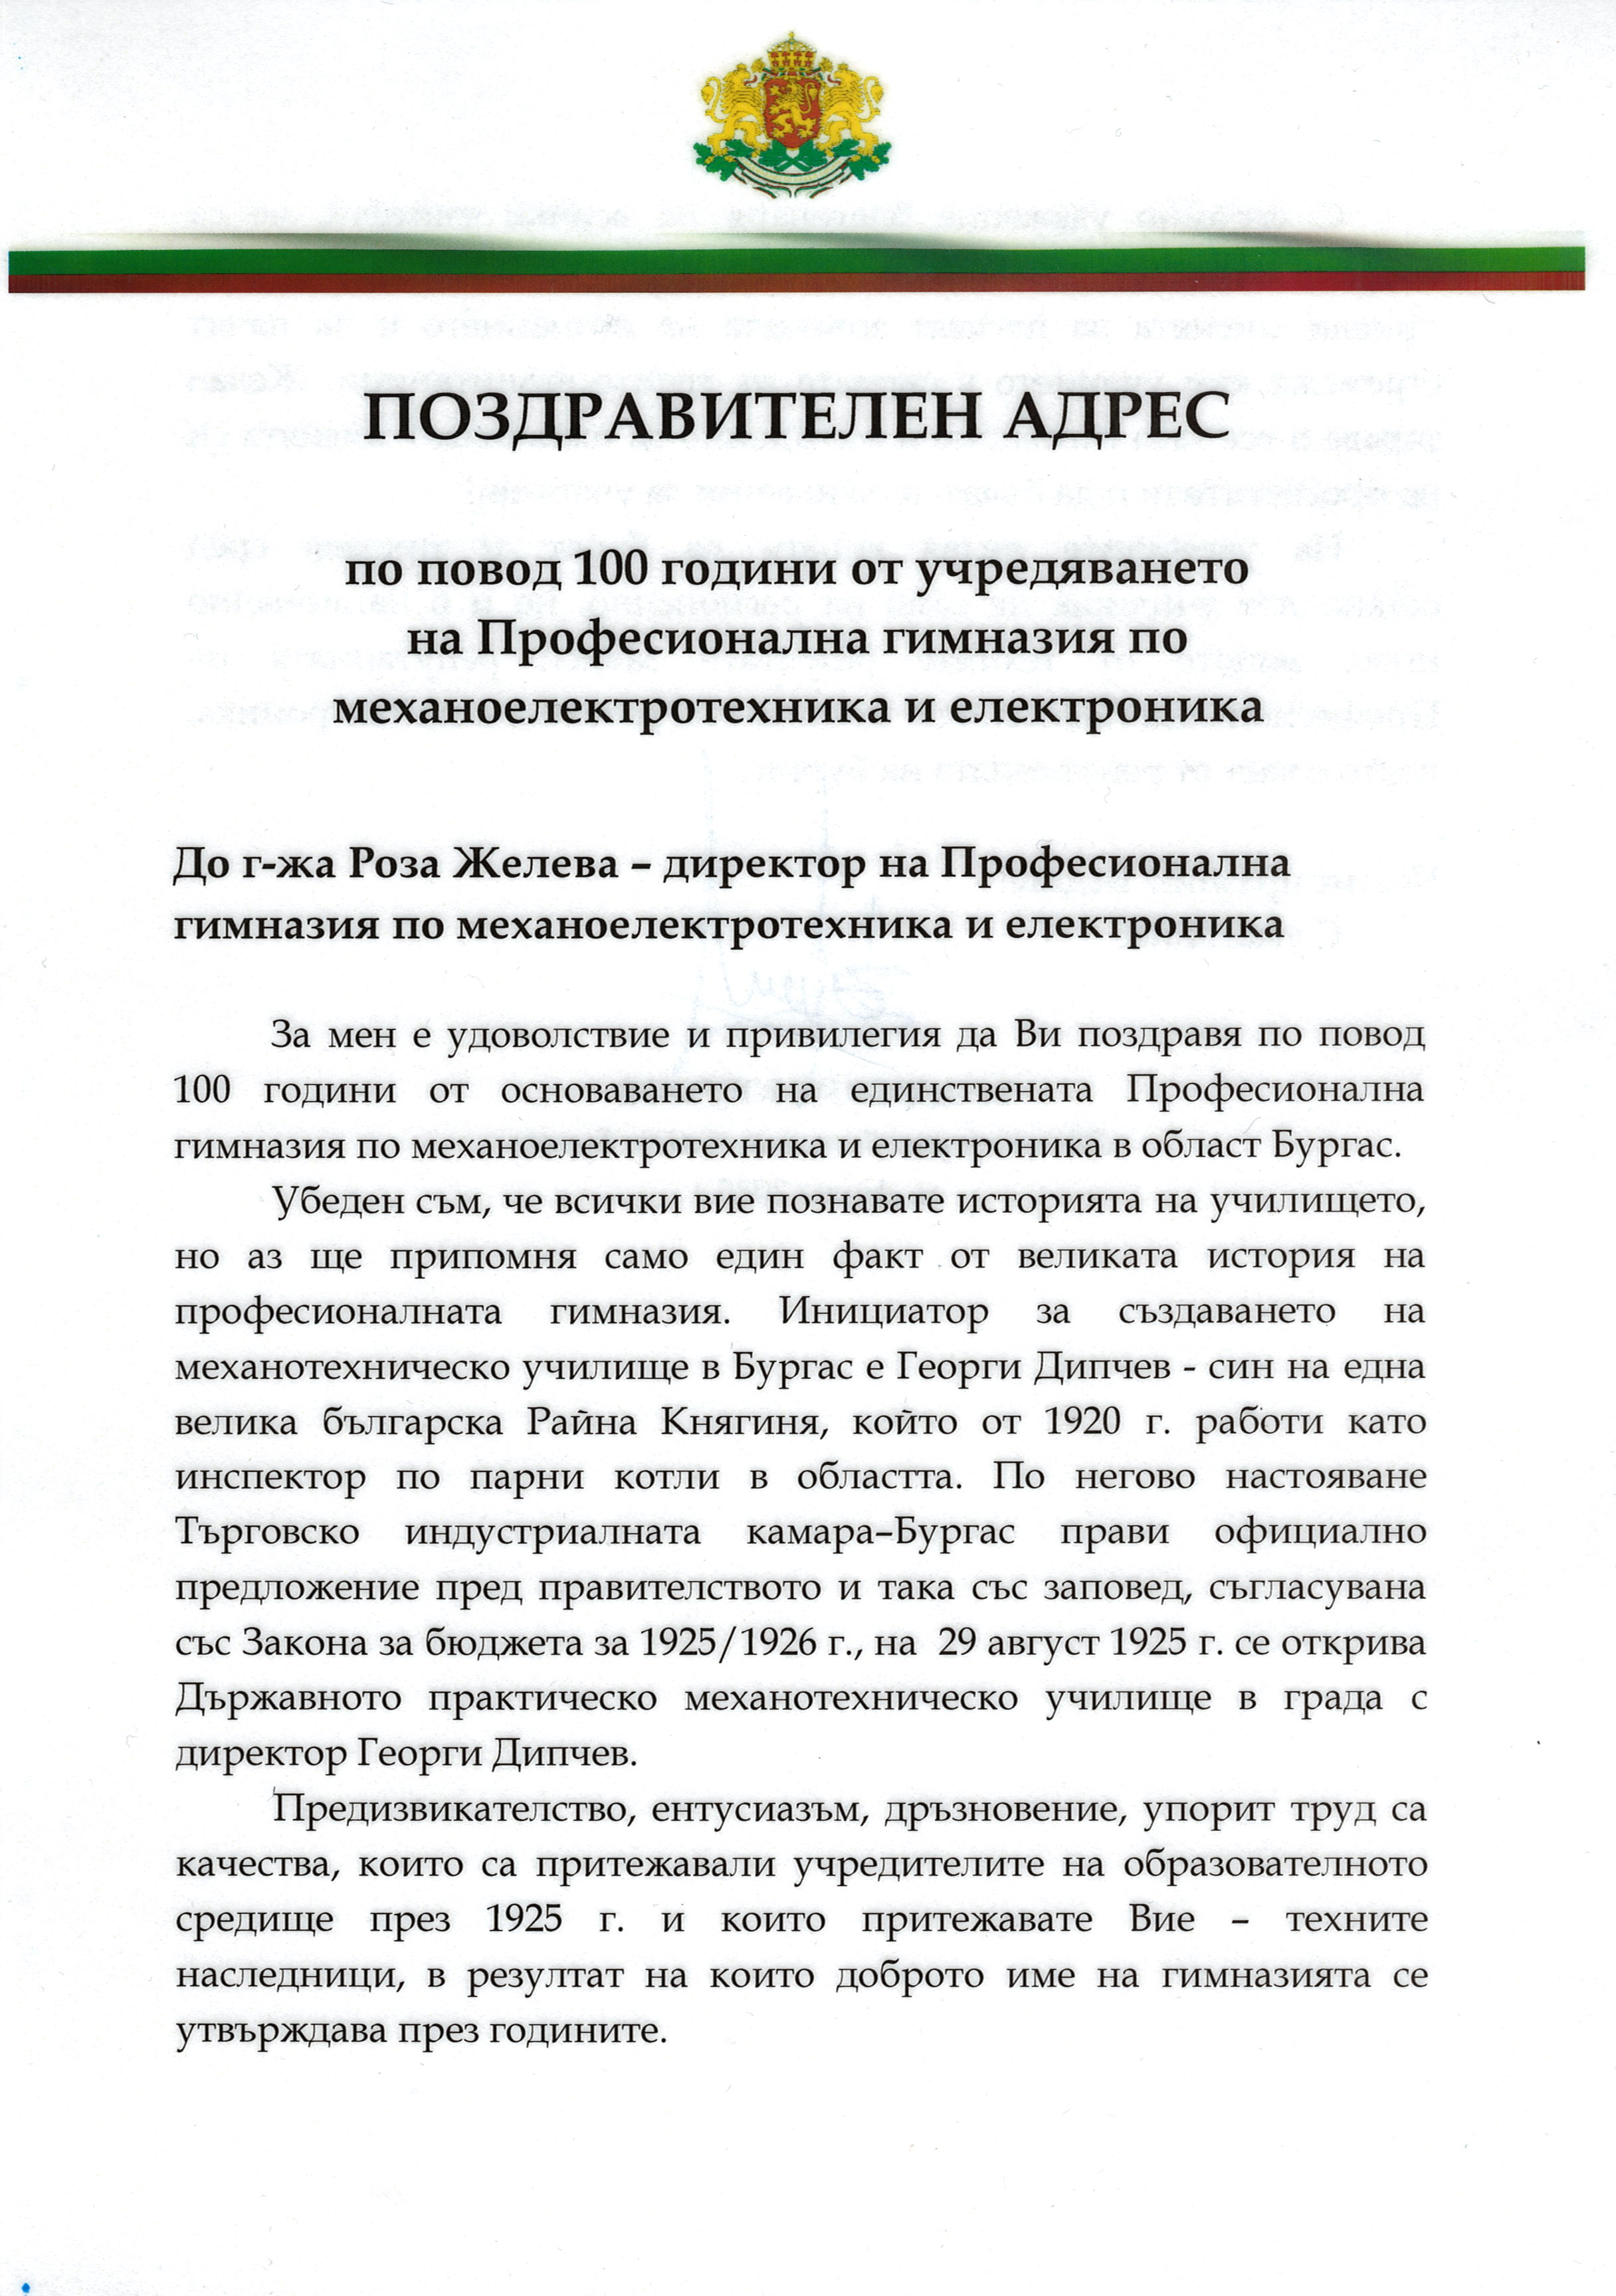 ПОЗДРАВИТЕЛЕН АДРЕС
по повод 100 години от учредяването
на Професионална гимназия по
механоелектротехника и електроника
До г-жа Роза Желева – директор на Професионална
гимназия по механоелектротехника и електроника
За мен е удоволствие и привилегия да Ви поздравя по повод
100 години от основаването на единствената Професионална
гимназия по механоелектротехника и електроника в област Бургас.
Убеден съм, че всички вие познавате историята на училището,
но аз ще припомня само един факт от великата история на
професионалната гимназия. Инициатор за създаването на
механотехническо училище в Бургас е Георги Дипчев - син на една
велика българска Райна Княгиня, който от 1920 г. работи като
инспектор по парни котли в областта. По негово настояване
Търговско индустриалната камара–Бургас прави официално
предложение пред правителството и така със заповед, съгласувана
със Закона за бюджета за 1925/1926 г., на 29 август 1925 г. се открива
Държавното практическо механотехническо училище в града с
директор Георги Дипчев.
Предизвикателство, ентусиазъм, дръзновение, упорит труд са
качества, които са притежавали учредителите на образователното
средище през 1925 г. и които притежавате Вие – техните
наследници, в резултат на които доброто име на гимназията се
утвърждава през годините.